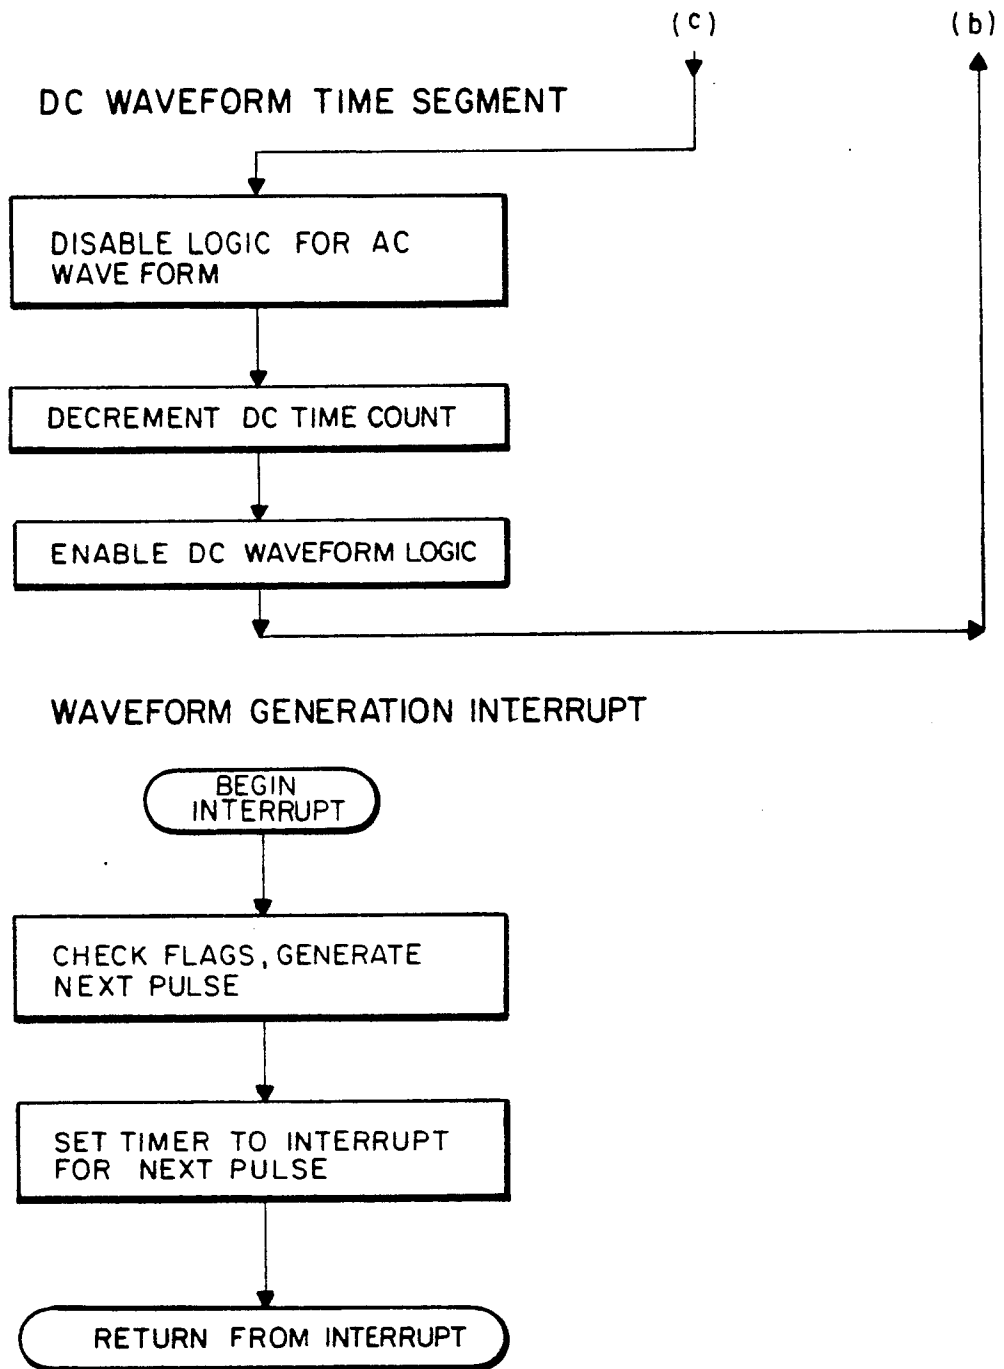 (c) (b)
DC WAVEFORM TIME SEGMENT
DISABLE LOGIC FOR AC
WAVE FORM
DECREMENT DC TIME COUNT
ENABLE DC WAVEFORM LOGIC
WAVEFORM GENERATION INTERRUPT
BEGIN
INTERRUPT
CHECK FLAGS, GENERATE
NEXT PULSE
SET TIMER TO INTERRUPT
FOR NEXT PULSE
RETURN FROM INTERRUPT